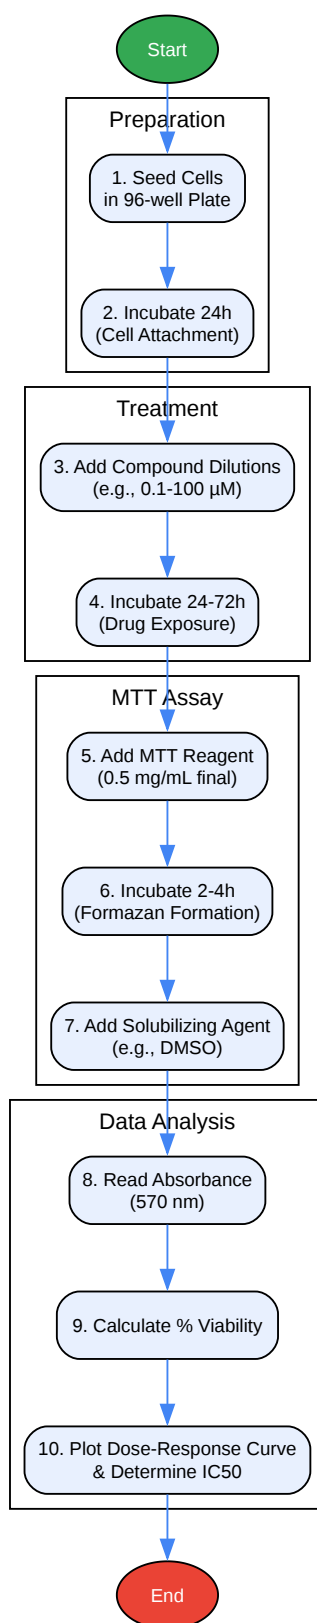 Start
Preparation
1. Seed Cells
in 96-well Plate
2. Incubate 24h
(Cell Attachment)
Treatment
3. Add Compound Dilutions
(e.g., 0.1-100 µM)
4. Incubate 24-72h
(Drug Exposure)
MTT Assay
5. Add MTT Reagent
(0.5 mg/mL final)
6. Incubate 2-4h
(Formazan Formation)
7. Add Solubilizing Agent
(e.g., DMSO)
Data Analysis
8. Read Absorbance
(570 nm)
9. Calculate % Viability
10. Plot Dose-Response Curve
& Determine IC50
End